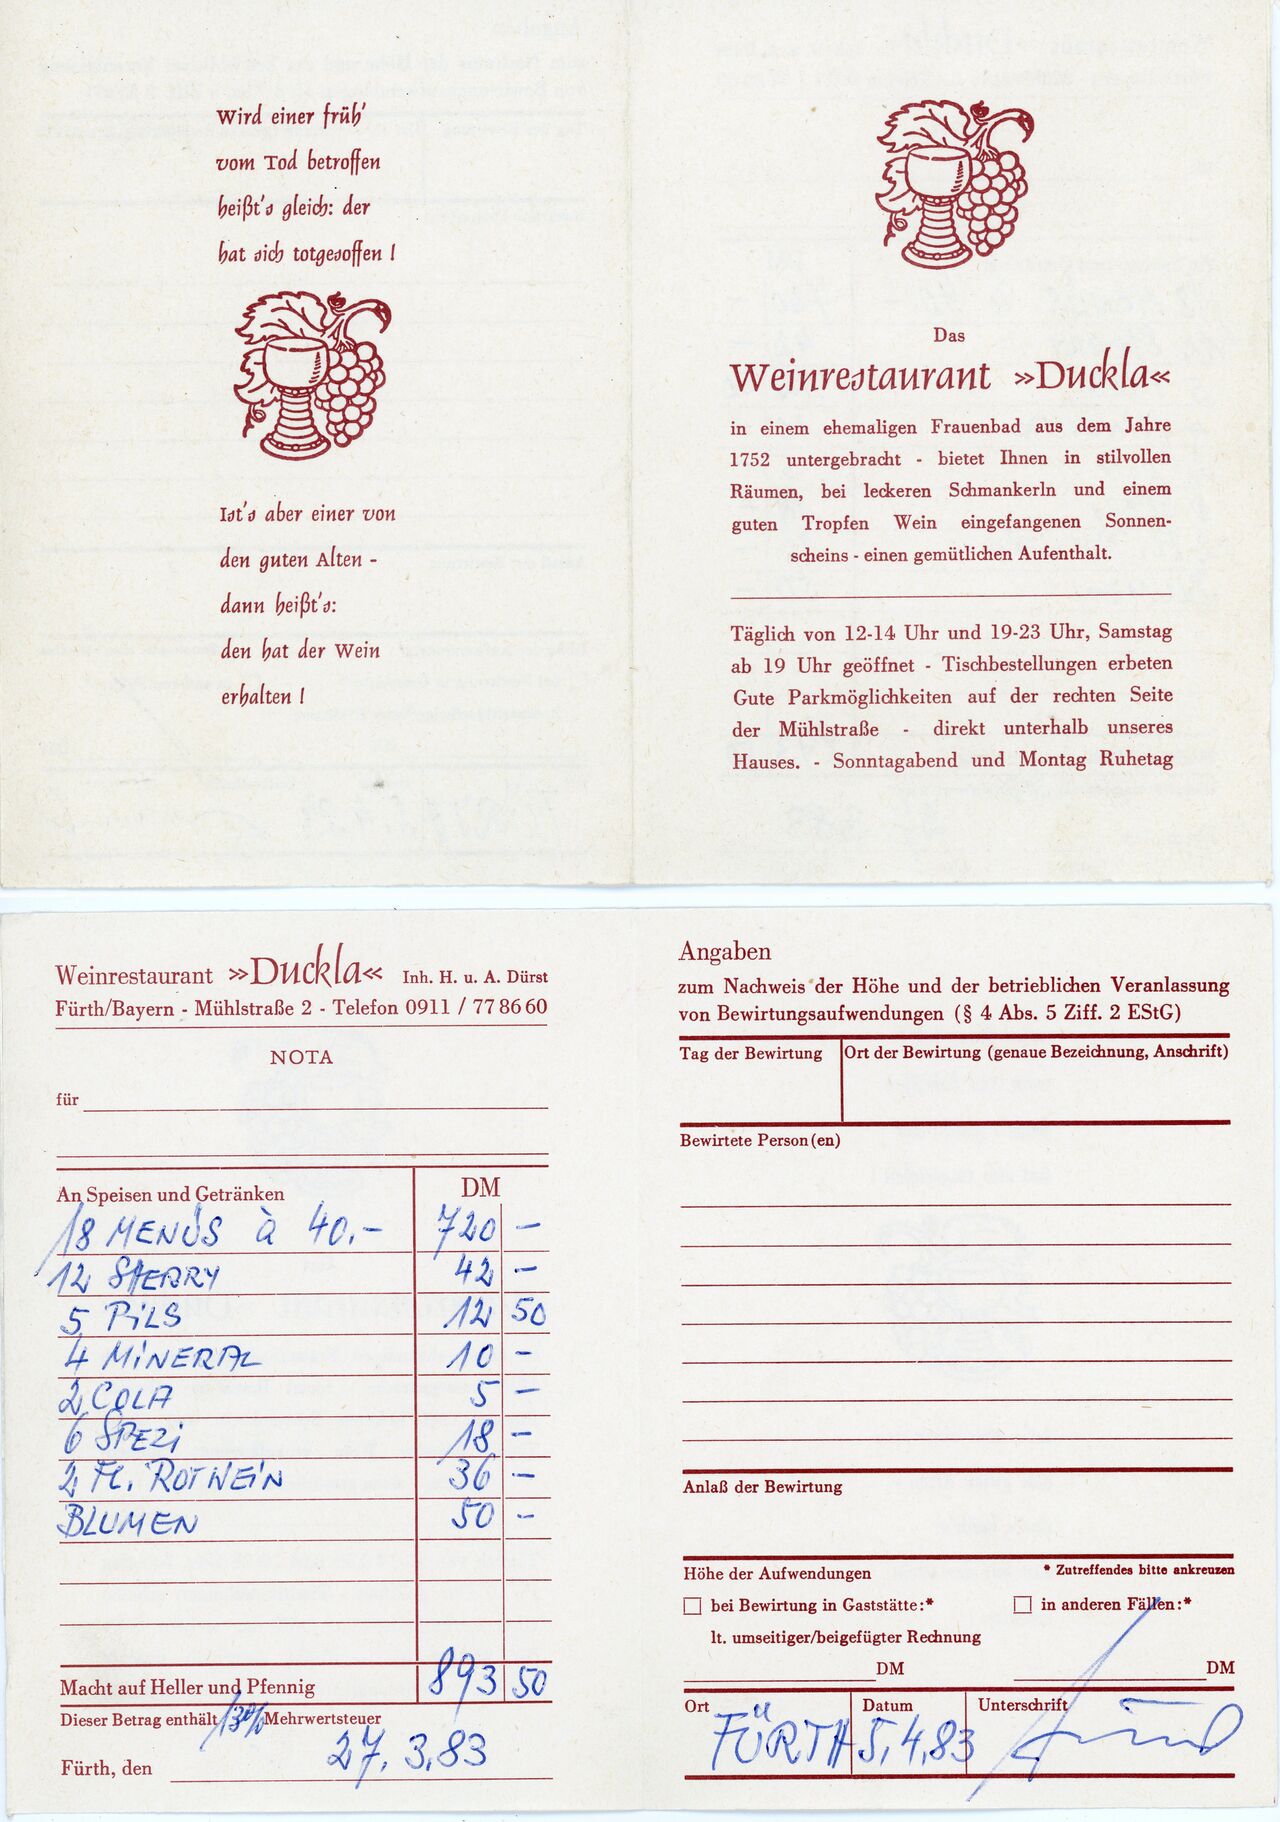 Wird einer früh'
vom Tod betroffen
heißt's gleich: der
hat sich totgesoffen !
Ist's aber einer von
den guten Alten -
dann heißt's:
den hat der Wein
erhalten !
Das
Weinrestaurant »Duckla«
in einem ehemaligen Frauenbad aus dem Jahre
1752 untergebracht - bietet Ihnen in stilvollen
Räumen, bei leckeren Schmankerln und einem
guten Tropfen Wein eingefangenen Sonnen-
scheins - einen gemütlichen Aufenthalt.
Täglich von 12-14 Uhr und 19-23 Uhr, Samstag
ab 19 Uhr geöffnet - Tischbestellungen erbeten
Gute Parkmöglichkeiten auf der rechten Seite
der Mühlstraße - direkt unterhalb unseres
Hauses. - Sonntagabend und Montag Ruhetag
Weinrestaurant »Duckla« Inh. H. u. A. Dürst
Fürth/Bayern - Mühlstraße 2 - Telefon 0911 / 77 86 60
NOTA
für
An Speisen und Getränken DM
18 MENÜS à 40.- 720 -
12 SHERRY 42 -
5 PILS 12 50
4 MINERAL 10 -
2 COLA 5 -
6 SPEZI 18 -
2 FL. ROTWEIN 36 -
BLUMEN 50 -
Macht auf Heller und Pfennig 893 50
Dieser Betrag enthält 13% Mehrwertsteuer
Fürth, den 27. 3. 83
Angaben
zum Nachweis der Höhe und der betrieblichen Veranlassung
von Bewirtungsaufwendungen (§ 4 Abs. 5 Ziff. 2 EStG)
Tag der Bewirtung Ort der Bewirtung (genaue Bezeichnung, Anschrift)
Bewirtete Person(en)
Anlaß der Bewirtung
Höhe der Aufwendungen * Zutreffendes bitte ankreuzen
bei Bewirtung in Gaststätte:* in anderen Fällen:*
lt. umseitiger/beigefügter Rechnung
DM DM
Ort Datum Unterschrift
FÜRTH 5.4.83